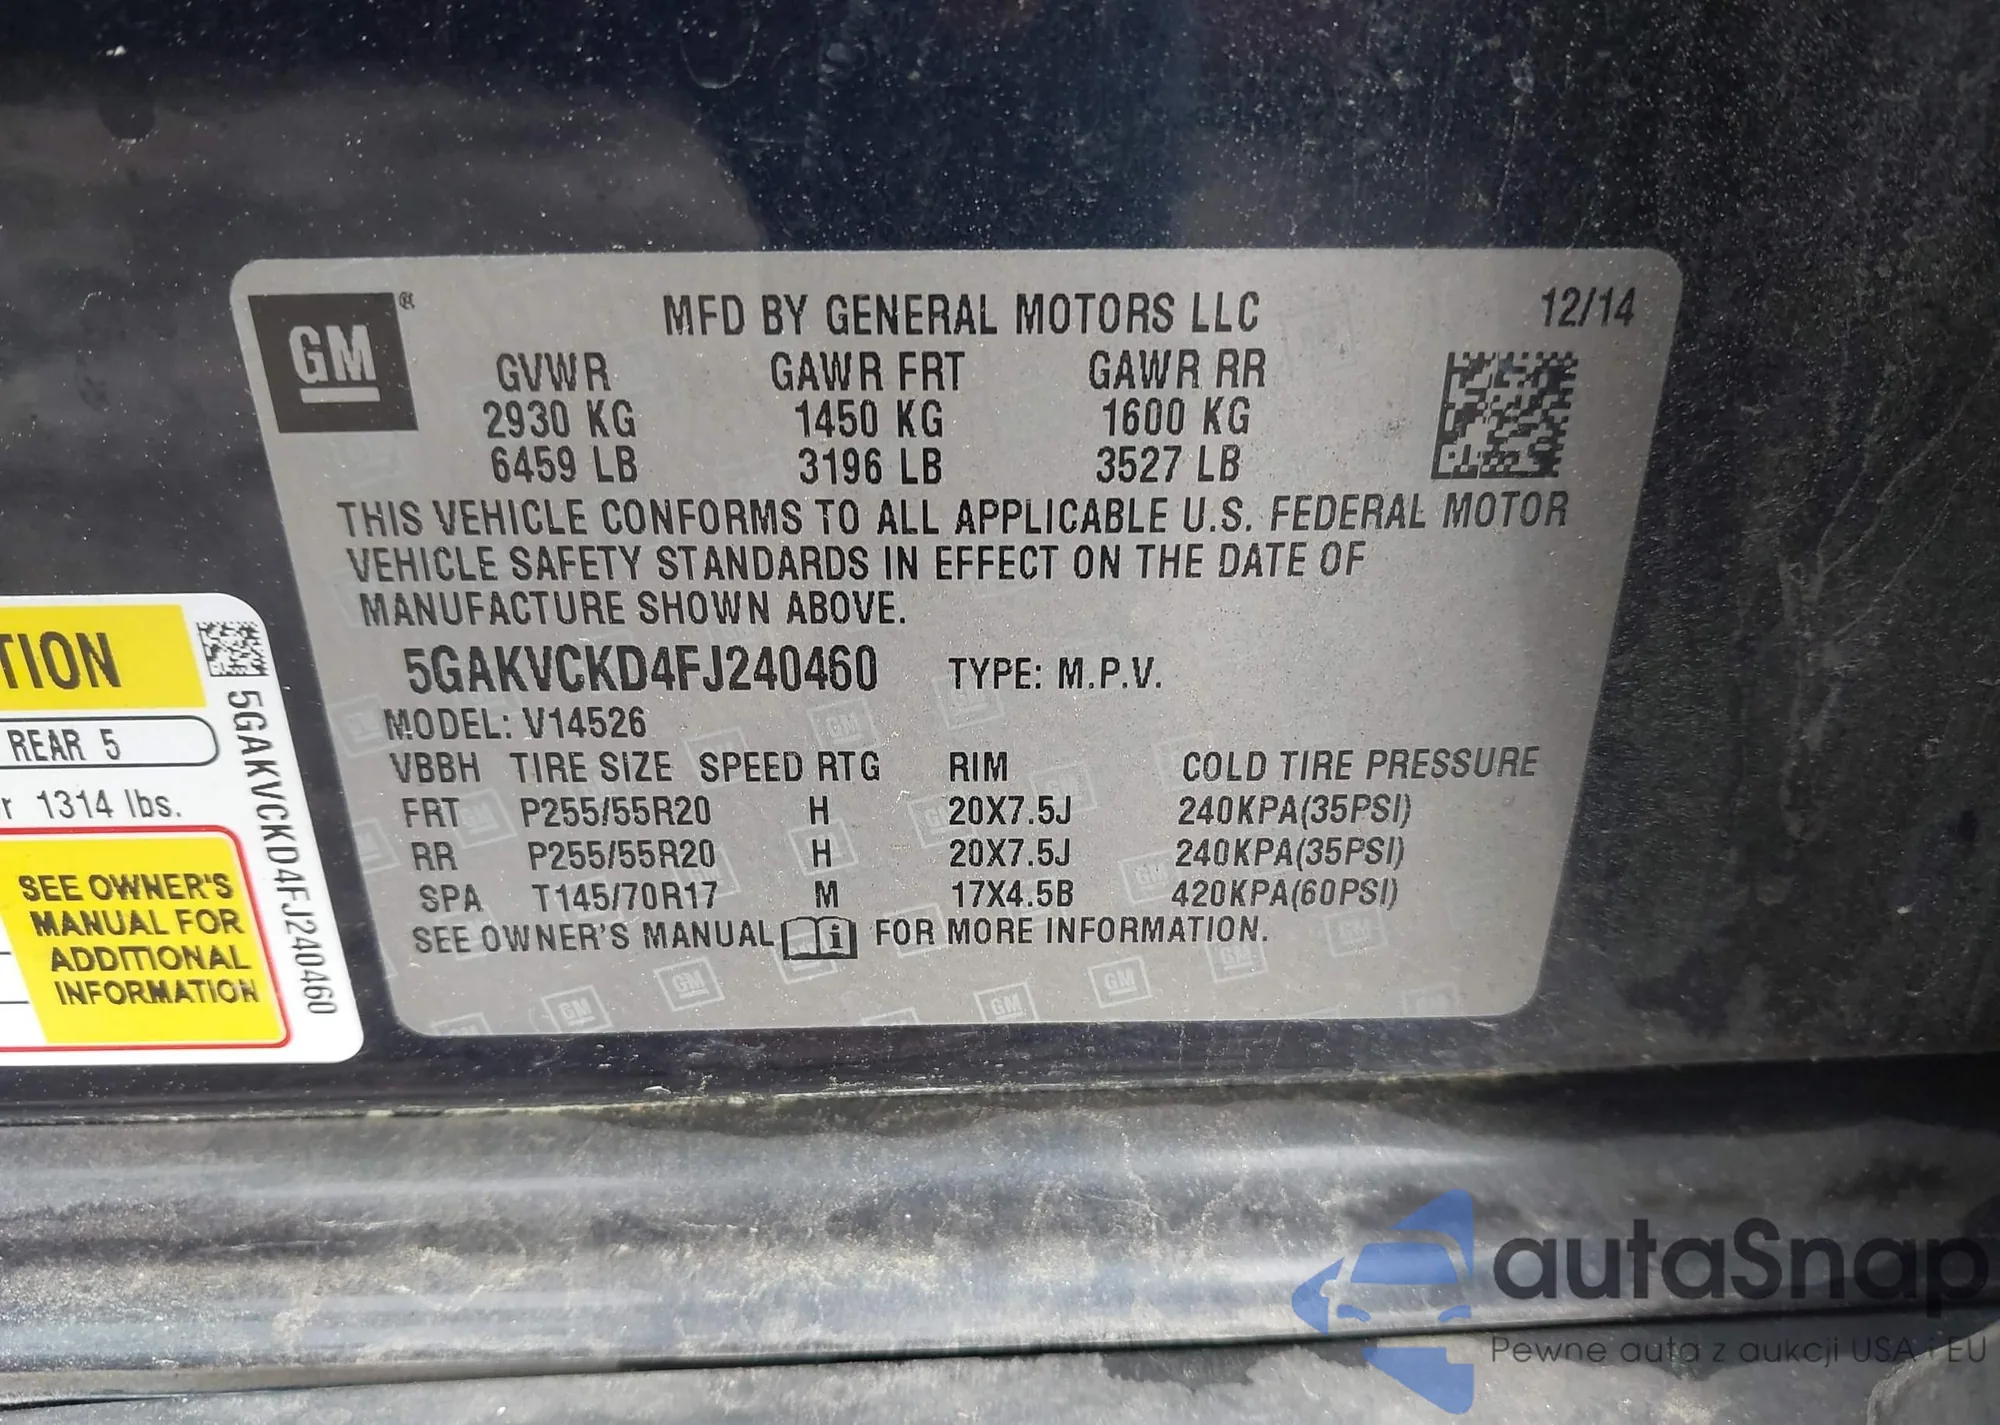 GM®
MFD BY GENERAL MOTORS LLC 12/14
GVWR GAWR FRT GAWR RR
2930 KG 1450 KG 1600 KG
6459 LB 3196 LB 3527 LB
THIS VEHICLE CONFORMS TO ALL APPLICABLE U.S. FEDERAL MOTOR
VEHICLE SAFETY STANDARDS IN EFFECT ON THE DATE OF
MANUFACTURE SHOWN ABOVE.
5GAKVCKD4FJ240460 TYPE: M.P.V.
MODEL: V14526
VBBH TIRE SIZE SPEED RTG RIM COLD TIRE PRESSURE
FRT P255/55R20 H 20X7.5J 240KPA(35PSI)
RR P255/55R20 H 20X7.5J 240KPA(35PSI)
SPA T145/70R17 M 17X4.5B 420KPA(60PSI)
SEE OWNER'S MANUAL i FOR MORE INFORMATION.
TION
REAR 5
r 1314 lbs.
SEE OWNER'S
MANUAL FOR
ADDITIONAL
INFORMATION
5GAKVCKD4FJ240460
autaSnap
Pewne auta z aukcji USA i EU